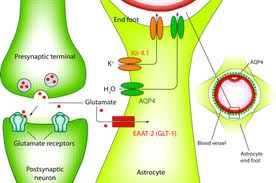 End foot
Presynaptic terminal
Kir 4.1
K⁺
H₂O
AQP4
Glutamate
EAAT-2 (GLT-1)
Glutamate receptors
Postsynaptic
neuron
Astrocyte
AQP4
Blood vessel
Astrocyte
end foot